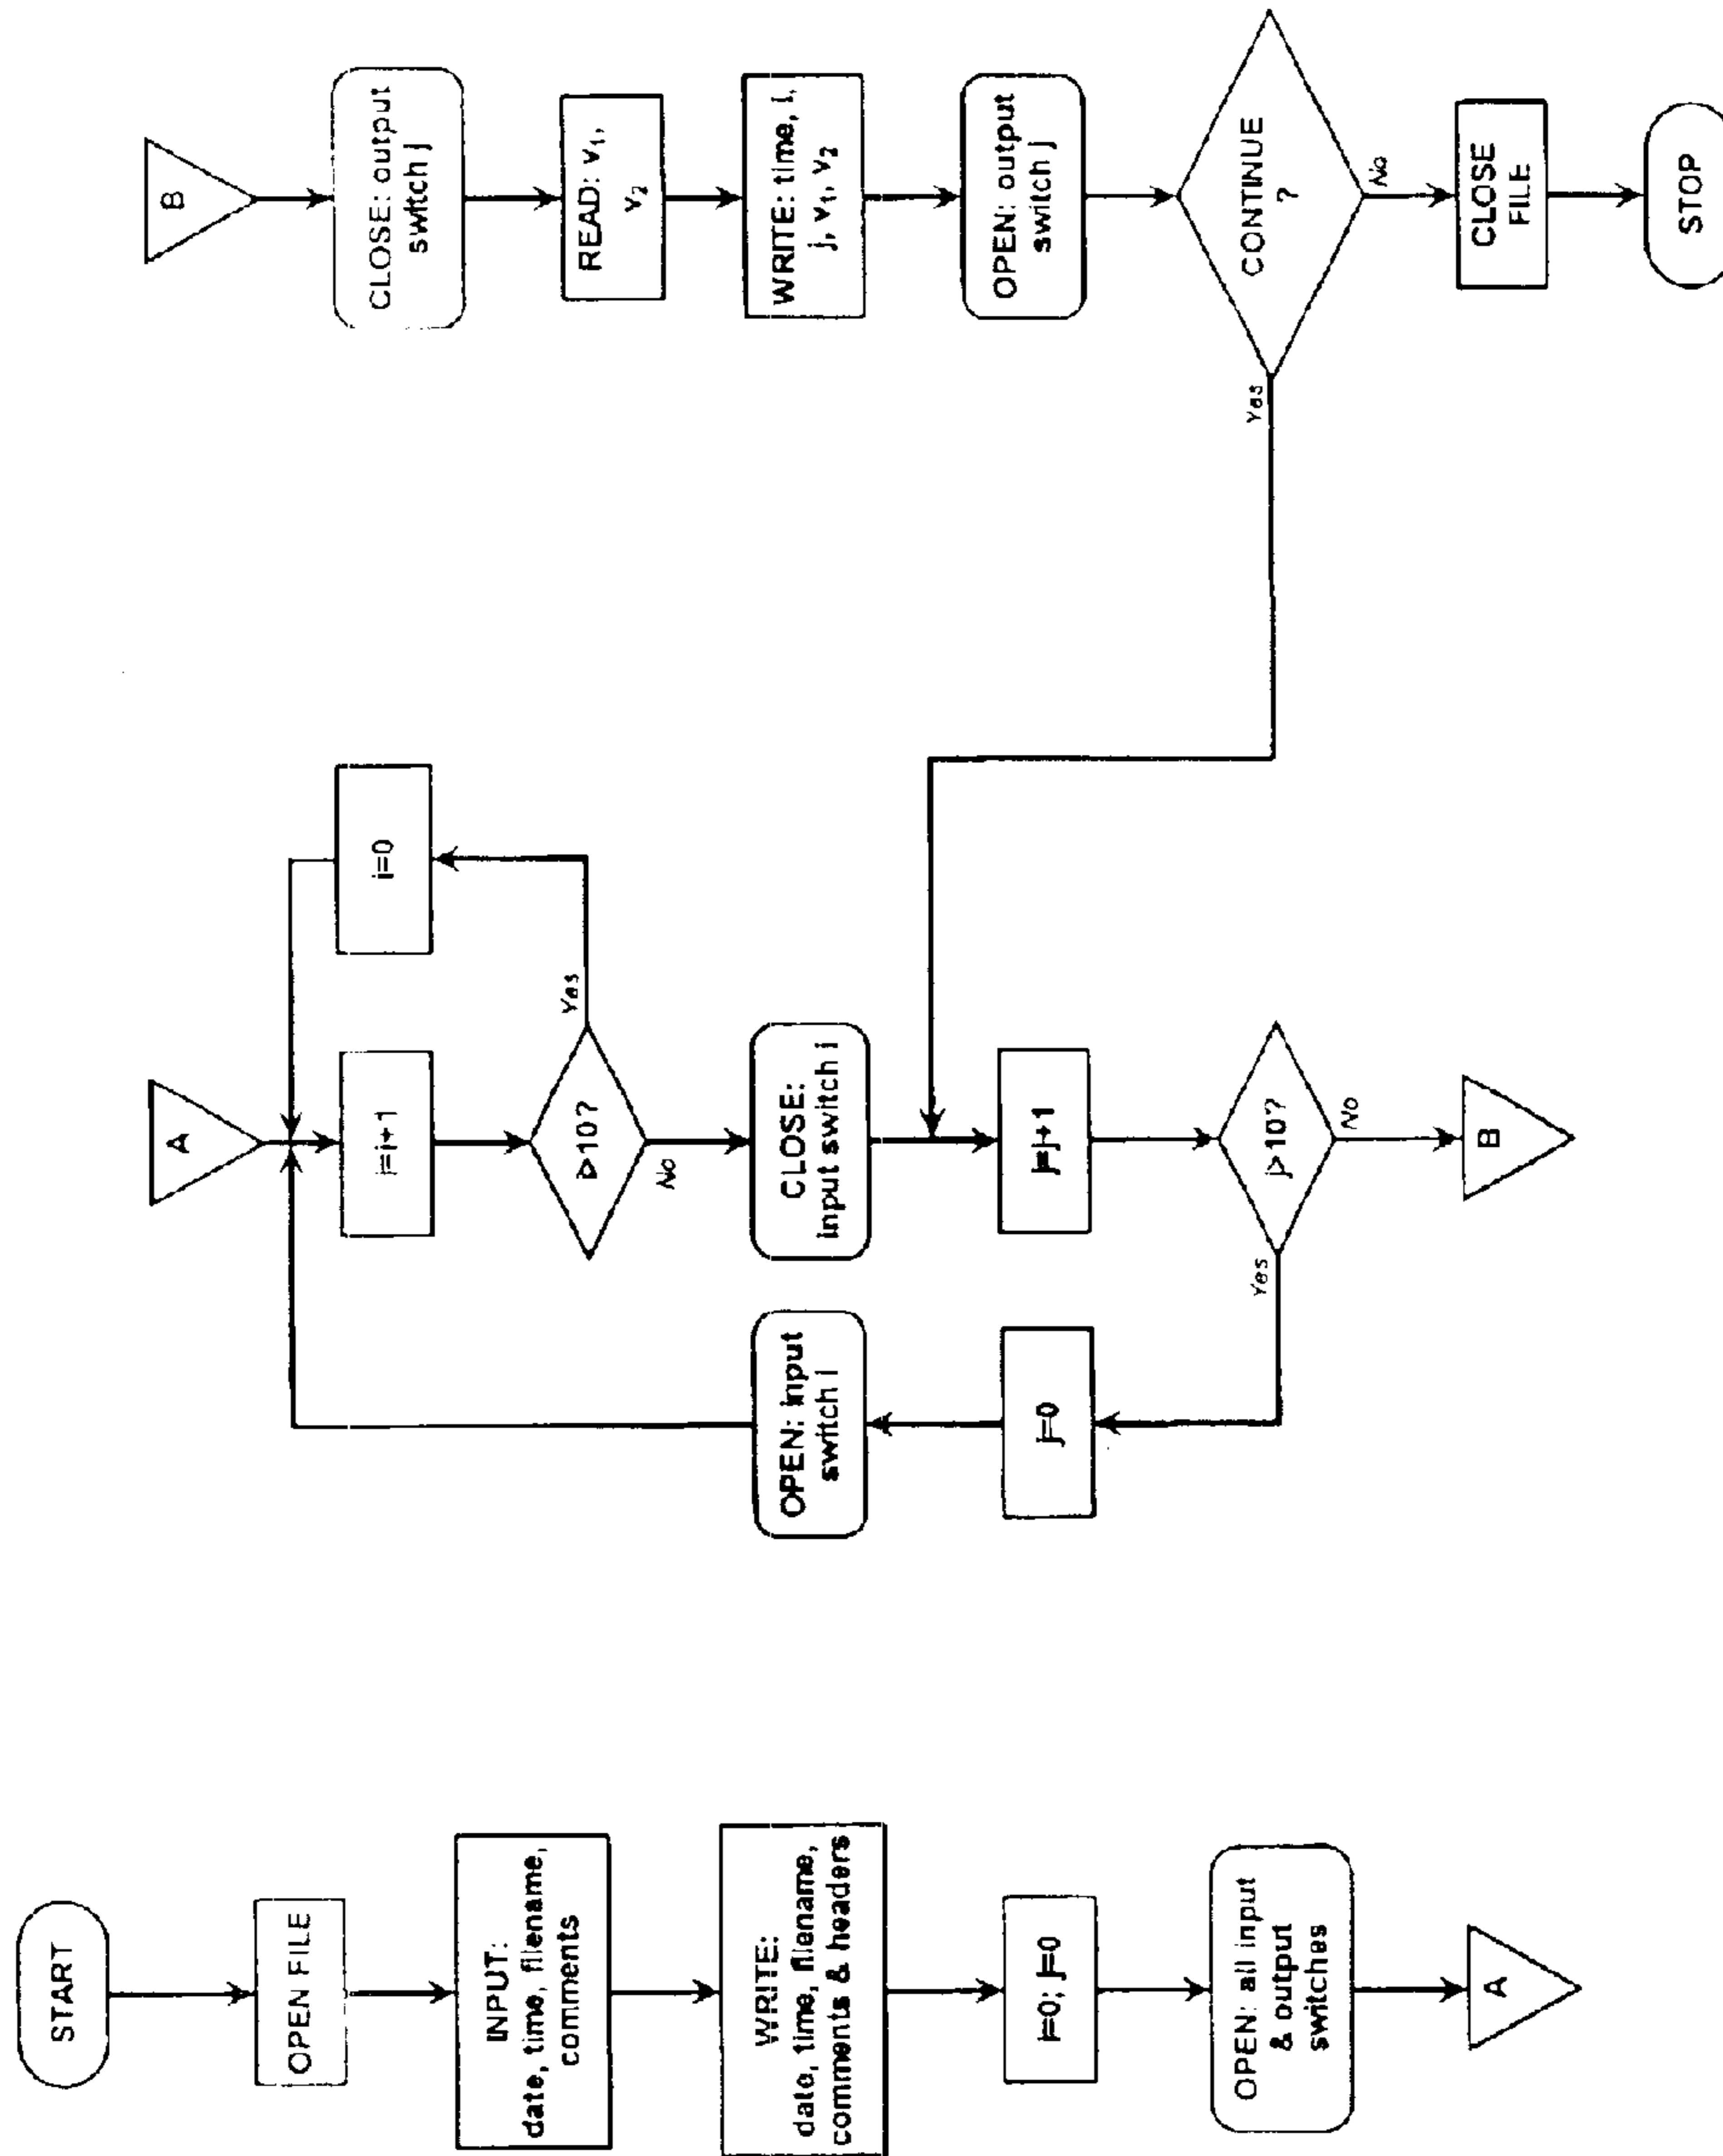 START
OPEN FILE
INPUT:
date, time, filename,
comments
WRITE:
date, time, filename,
comments & headers
i=0; j=0
OPEN: all input
& output
switches
A
A
i=i+1
i=0
i>10?
Yes
No
CLOSE:
input switch i
OPEN: input
switch i
j=j+1
j=0
j>10?
Yes
No
B
B
CLOSE: output
switch j
READ: v₁,
v₂
WRITE: time, i,
j, v₁, v₂
OPEN: output
switch j
CONTINUE
?
Yes
No
CLOSE
FILE
STOP